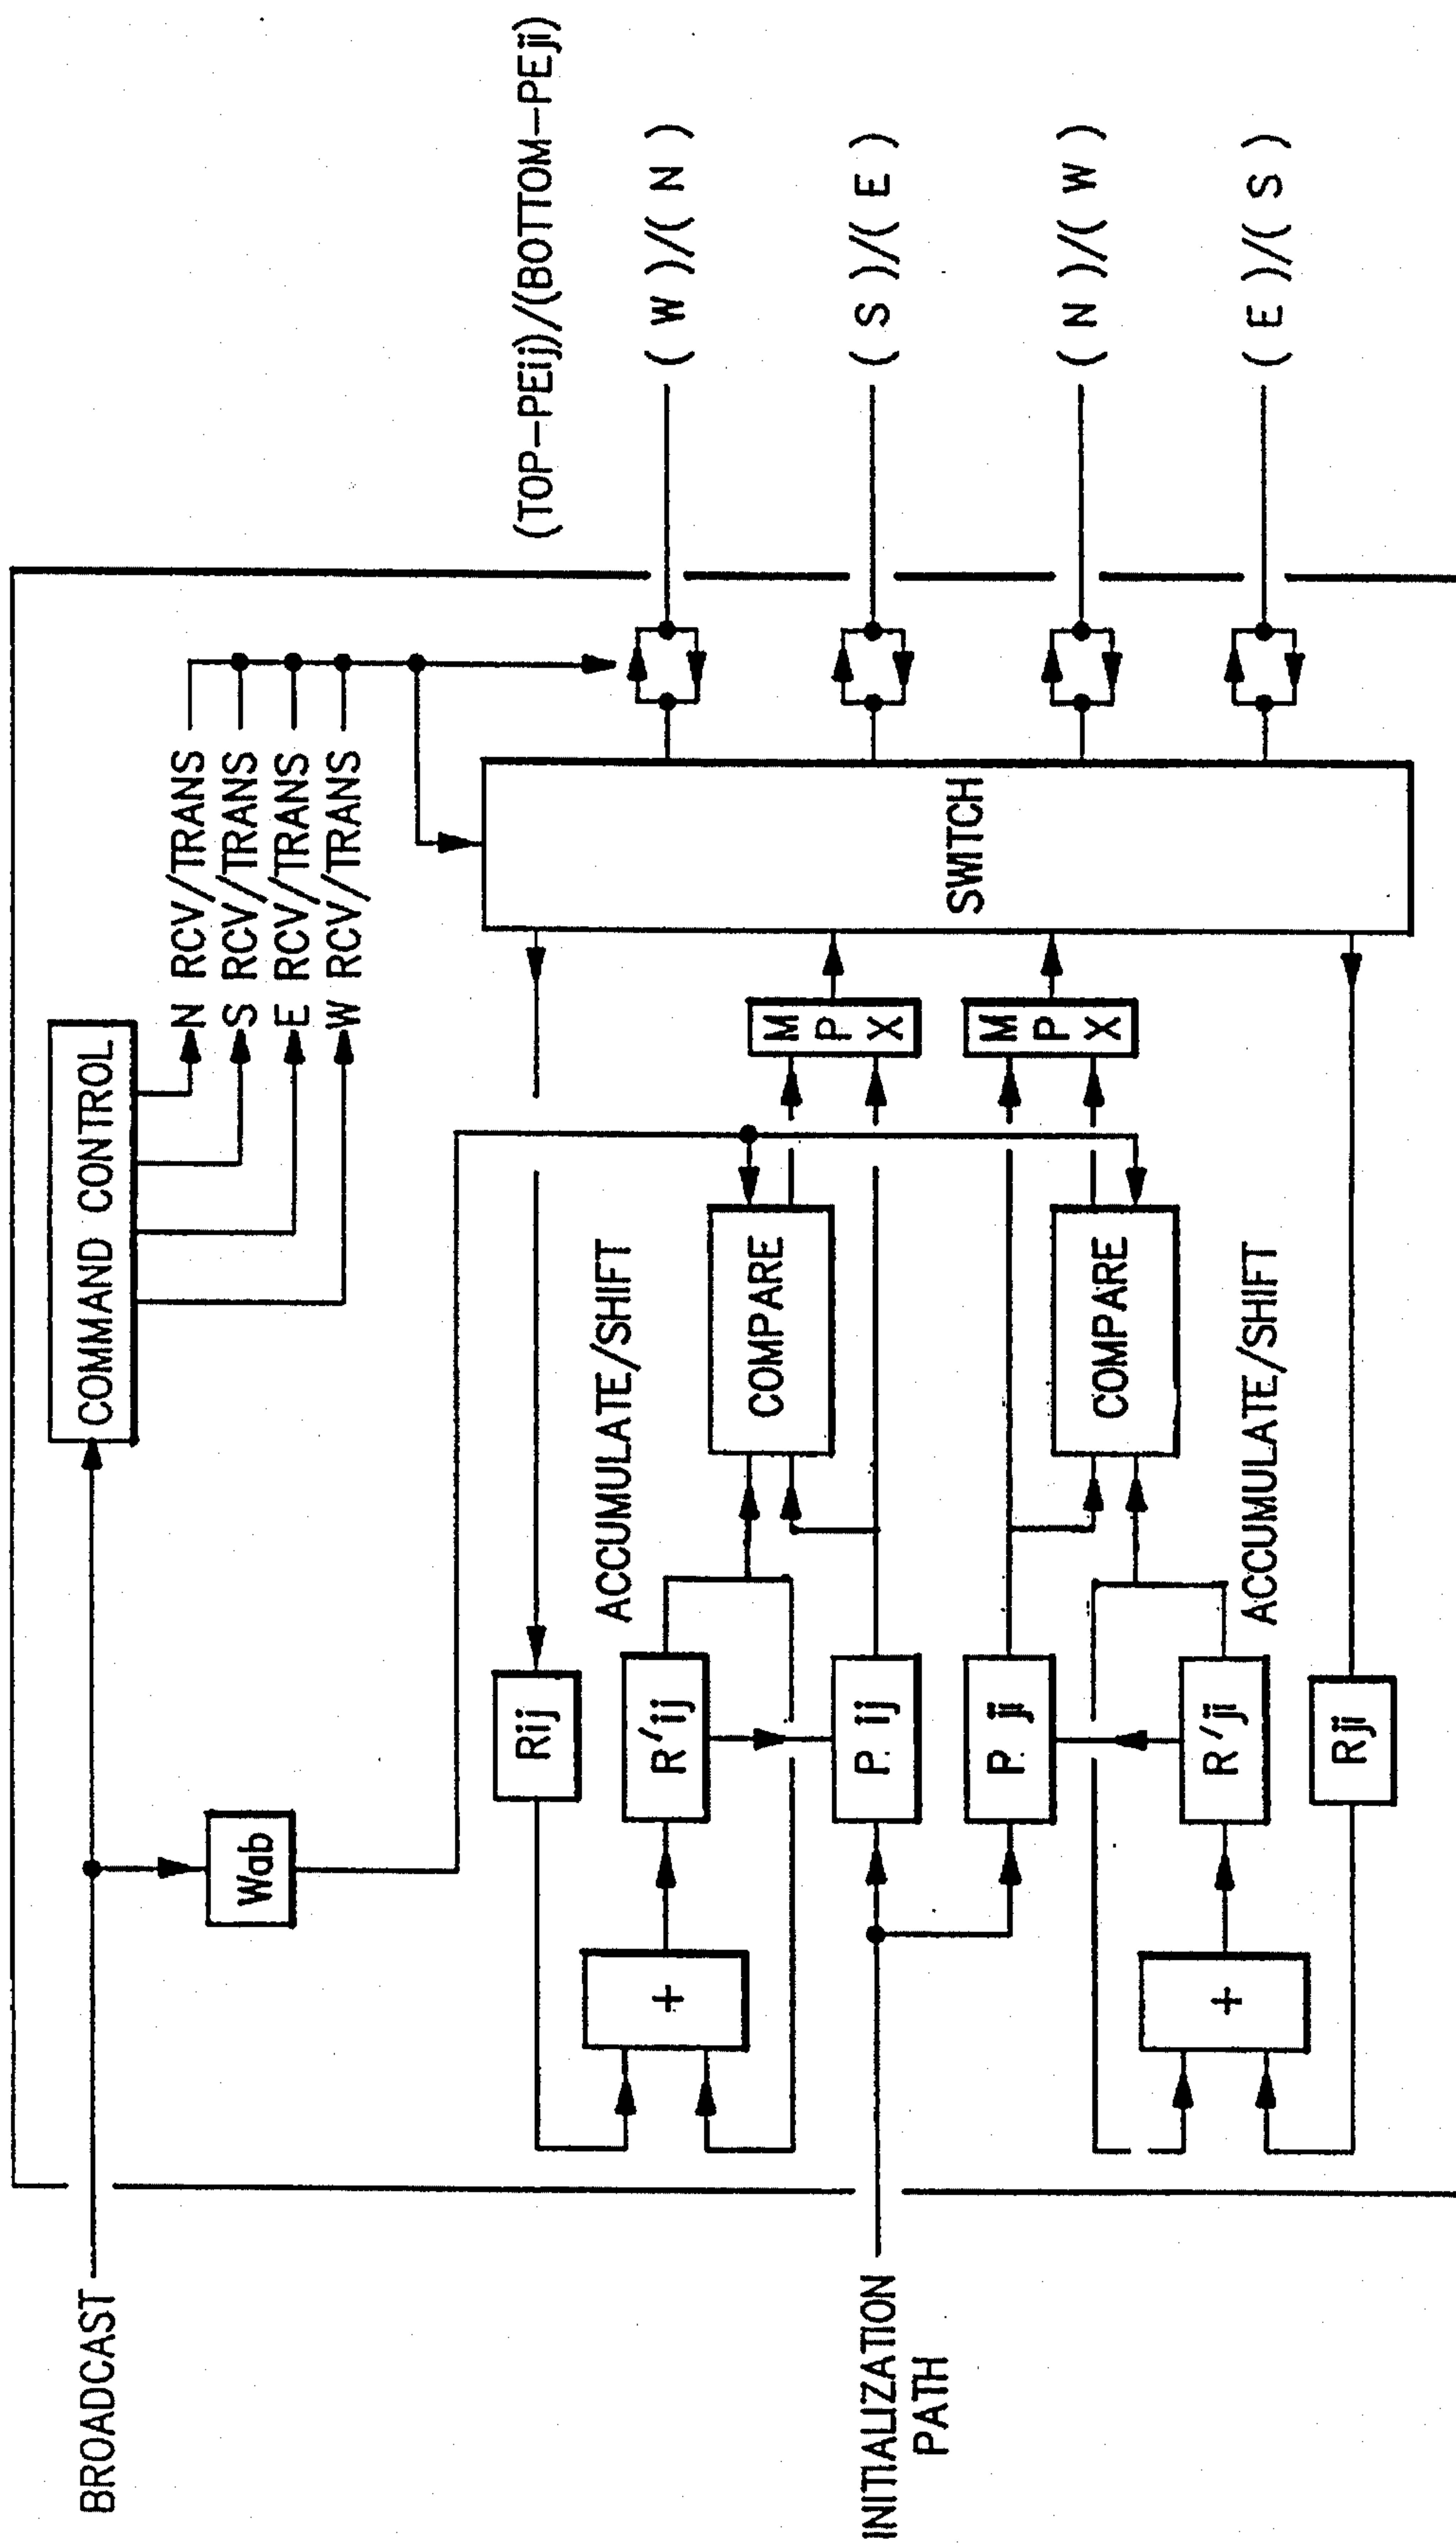 BROADCAST
COMMAND CONTROL
N RCV/TRANS
S RCV/TRANS
E RCV/TRANS
W RCV/TRANS
Wab
(TOP-PEij)/(BOTTOM-PEji)
Rij
ACCUMULATE/SHIFT
+
R'ij
COMPARE
MPX
( W )/( N )
P. ij
( S )/( E )
INITIALIZATION
PATH
SWITCH
P. ji
MPX
( N )/( W )
COMPARE
+
R'ji
ACCUMULATE/SHIFT
( E )/( S )
Rji